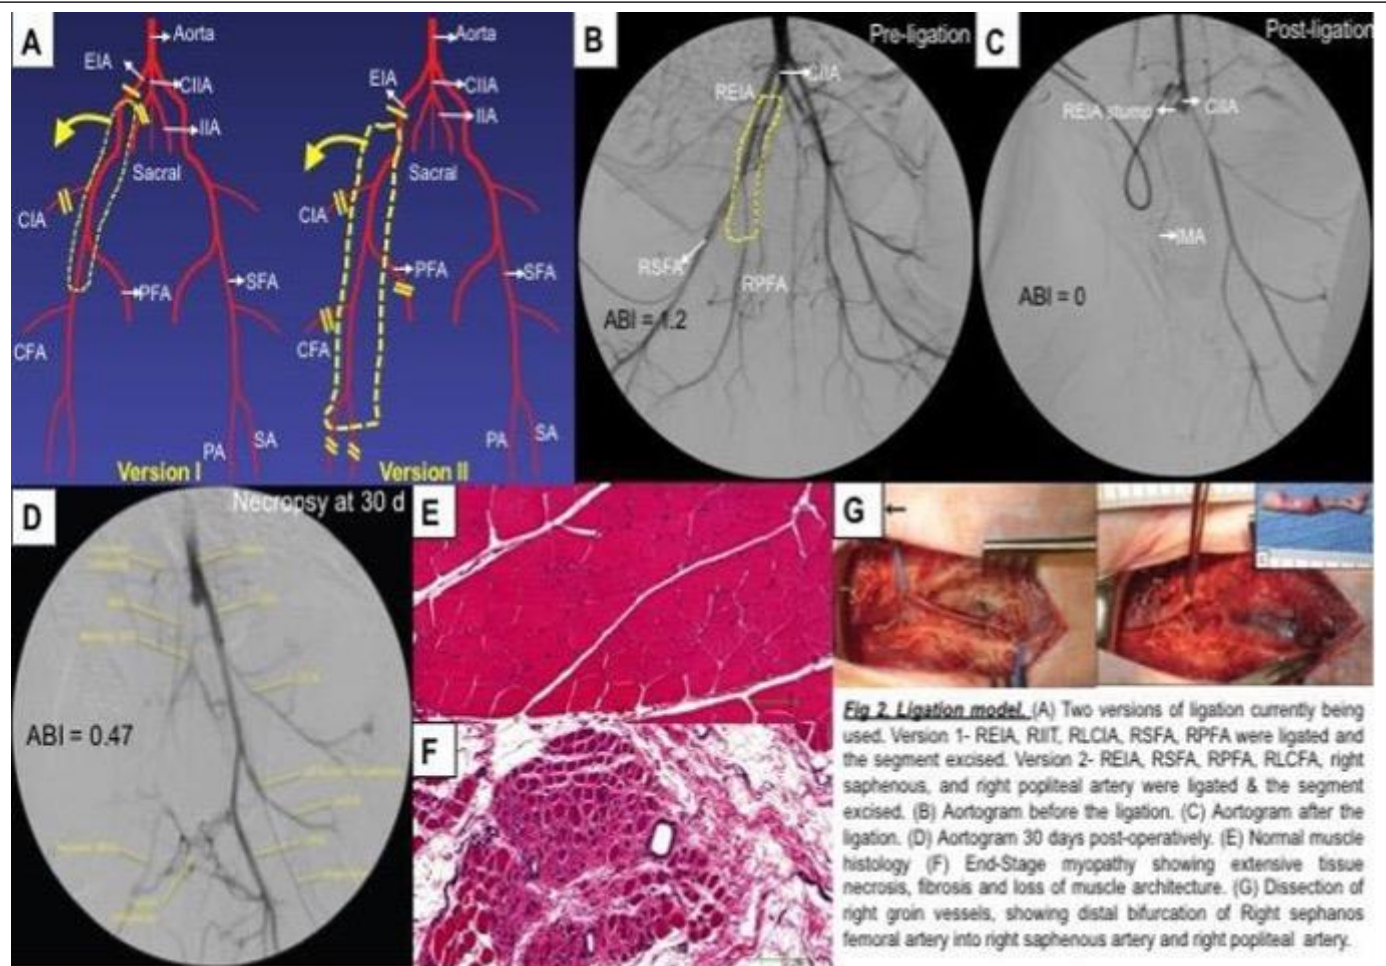 A
Aorta
EIA
CIIA
IIA
Sacral
CIA
PFA
SFA
CFA
PA
SA
Version I
Aorta
EIA
CIIA
IIA
Sacral
CIA
PFA
SFA
CFA
PA
SA
Version II
B
Pre-ligation
CIIA
REIA
RSFA
RPFA
ABI = 1.2
C
Post-ligation
REIA stump
CIIA
IMA
ABI = 0
D
Necropsy at 30 d
ABI = 0.47
E
F
G
Fig 2. Ligation model. (A) Two versions of ligation currently being
used. Version 1- REIA, RIIT, RLCIA, RSFA, RPFA were ligated and
the segment excised. Version 2- REIA, RSFA, RPFA, RLCFA, right
saphenous, and right popliteal artery were ligated & the segment
excised. (B) Aortogram before the ligation. (C) Aortogram after the
ligation. (D) Aortogram 30 days post-operatively. (E) Normal muscle
histology (F) End-Stage myopathy showing extensive tissue
necrosis, fibrosis and loss of muscle architecture. (G) Dissection of
right groin vessels, showing distal bifurcation of Right sephanos
femoral artery into right saphenous artery and right popliteal artery.